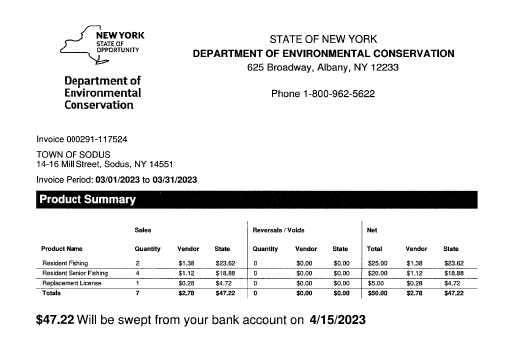 NEW YORK
STATE OF
OPPORTUNITY
Department of
Environmental
Conservation
STATE OF NEW YORK
DEPARTMENT OF ENVIRONMENTAL CONSERVATION
625 Broadway, Albany, NY 12233
Phone 1-800-962-5622
Invoice 000291-117524
TOWN OF SODUS
14-16 Mill Street, Sodus, NY 14551
Invoice Period: 03/01/2023 to 03/31/2023
Product Summary
Sales Reversals / Voids Net
Product Name Quantity Vendor State Quantity Vendor State Total Vendor State
Resident Fishing 2 $1.38 $23.62 0 $0.00 $0.00 $25.00 $1.38 $23.62
Resident Senior Fishing 4 $1.12 $18.88 0 $0.00 $0.00 $20.00 $1.12 $18.88
Replacement License 1 $0.28 $4.72 0 $0.00 $0.00 $5.00 $0.28 $4.72
Totals 7 $2.78 $47.22 0 $0.00 $0.00 $50.00 $2.78 $47.22
$47.22 Will be swept from your bank account on 4/15/2023